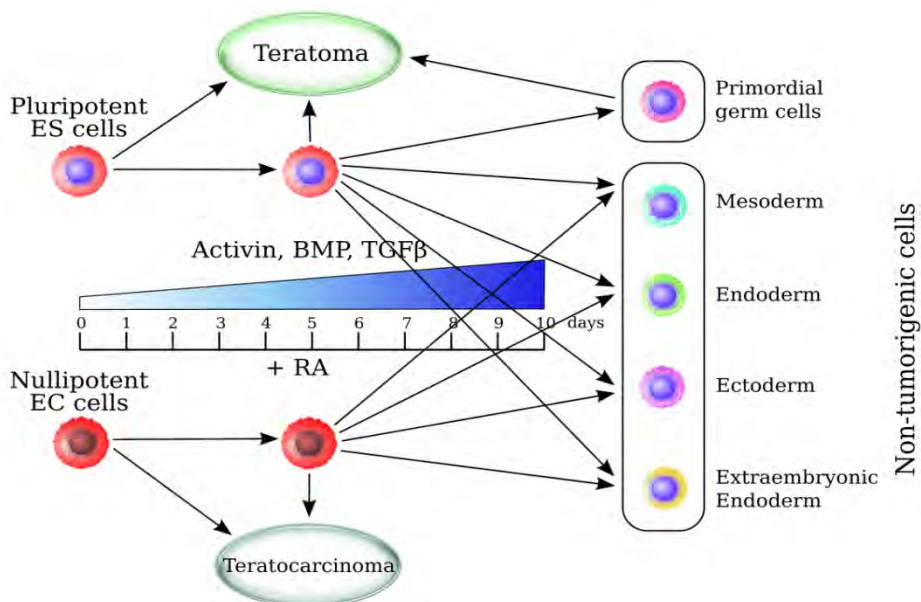 Teratoma
Pluripotent
ES cells
Primordial
germ cells
Mesoderm
Activin, BMP, TGFβ
Endoderm
0 1 2 3 4 5 6 7 8 9 10 days
+ RA
Nullipotent
EC cells
Ectoderm
Extraembryonic
Endoderm
Teratocarcinoma
Non-tumorigenic cells